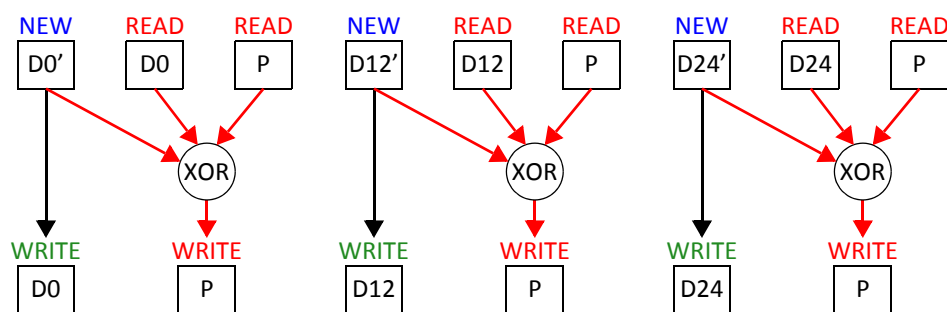 NEW READ READ NEW READ READ NEW READ READ
D0’ D0 P D12’ D12 P D24’ D24 P
XOR XOR XOR
WRITE WRITE WRITE WRITE WRITE WRITE
D0 P D12 P D24 P